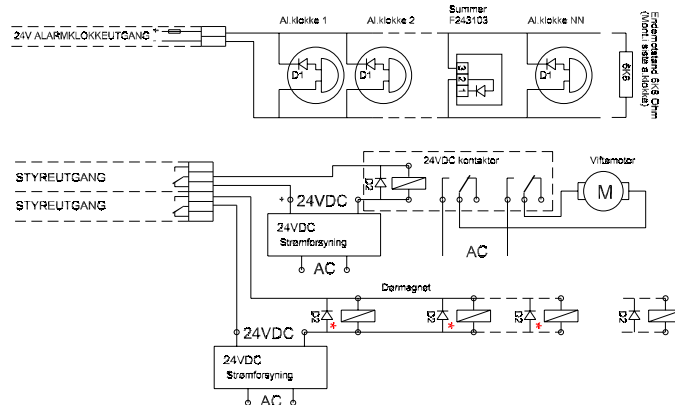 Summer
Al.klokke 1
Al.klokke 2
F243103
Al.klokke NN
24V ALARMKLOKKEUTGANG
+
-
D1
D1
3
2
1
D1
6K8
Endemotstand 6K8 Ohm
(Mont.i siste al.klokke)
24VDC kontaktor
Viftemotor
STYREUTGANG
STYREUTGANG
D2
M
+
24VDC
24VDC
Strømforsyning
AC
AC
Dørmagnet
D2
*
D2
*
D2
*
D2
24VDC
24VDC
Strømforsyning
AC